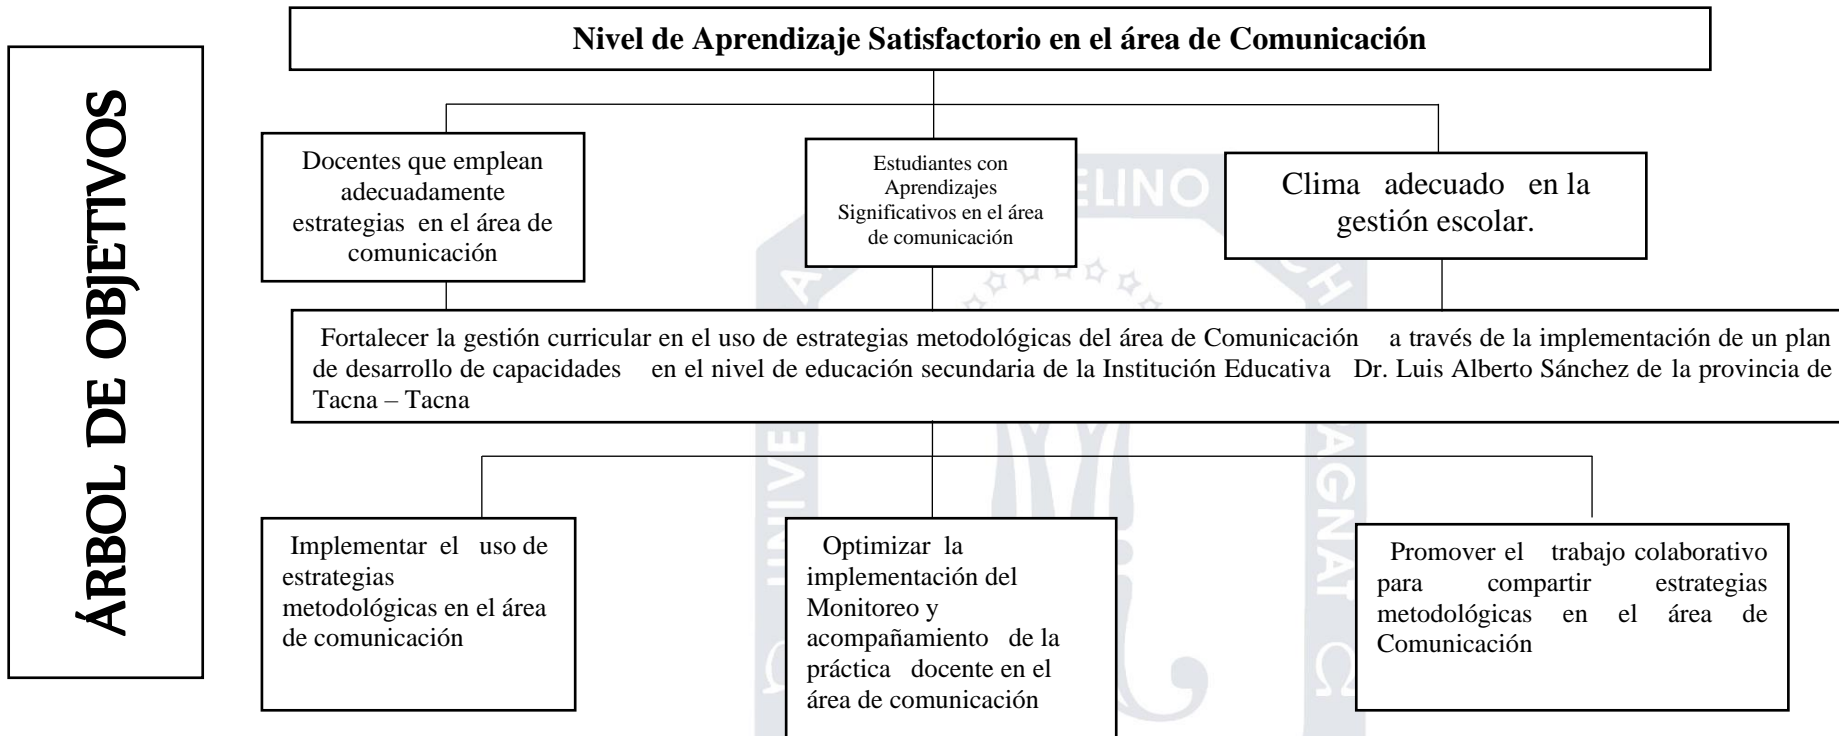 ÁRBOL DE OBJETIVOS
Nivel de Aprendizaje Satisfactorio en el área de Comunicación
Docentes que emplean
adecuadamente
estrategias en el área de
comunicación
Estudiantes con
Aprendizajes
Significativos en el área
de comunicación
Clima adecuado en la
gestión escolar.
Fortalecer la gestión curricular en el uso de estrategias metodológicas del área de Comunicación a través de la implementación de un plan
de desarrollo de capacidades en el nivel de educación secundaria de la Institución Educativa Dr. Luis Alberto Sánchez de la provincia de
Tacna – Tacna
Implementar el uso de
estrategias
metodológicas en el área
de comunicación
Optimizar la
implementación del
Monitoreo y
acompañamiento de la
práctica docente en el
área de comunicación
Promover el trabajo colaborativo
para compartir estrategias
metodológicas en el área de
Comunicación